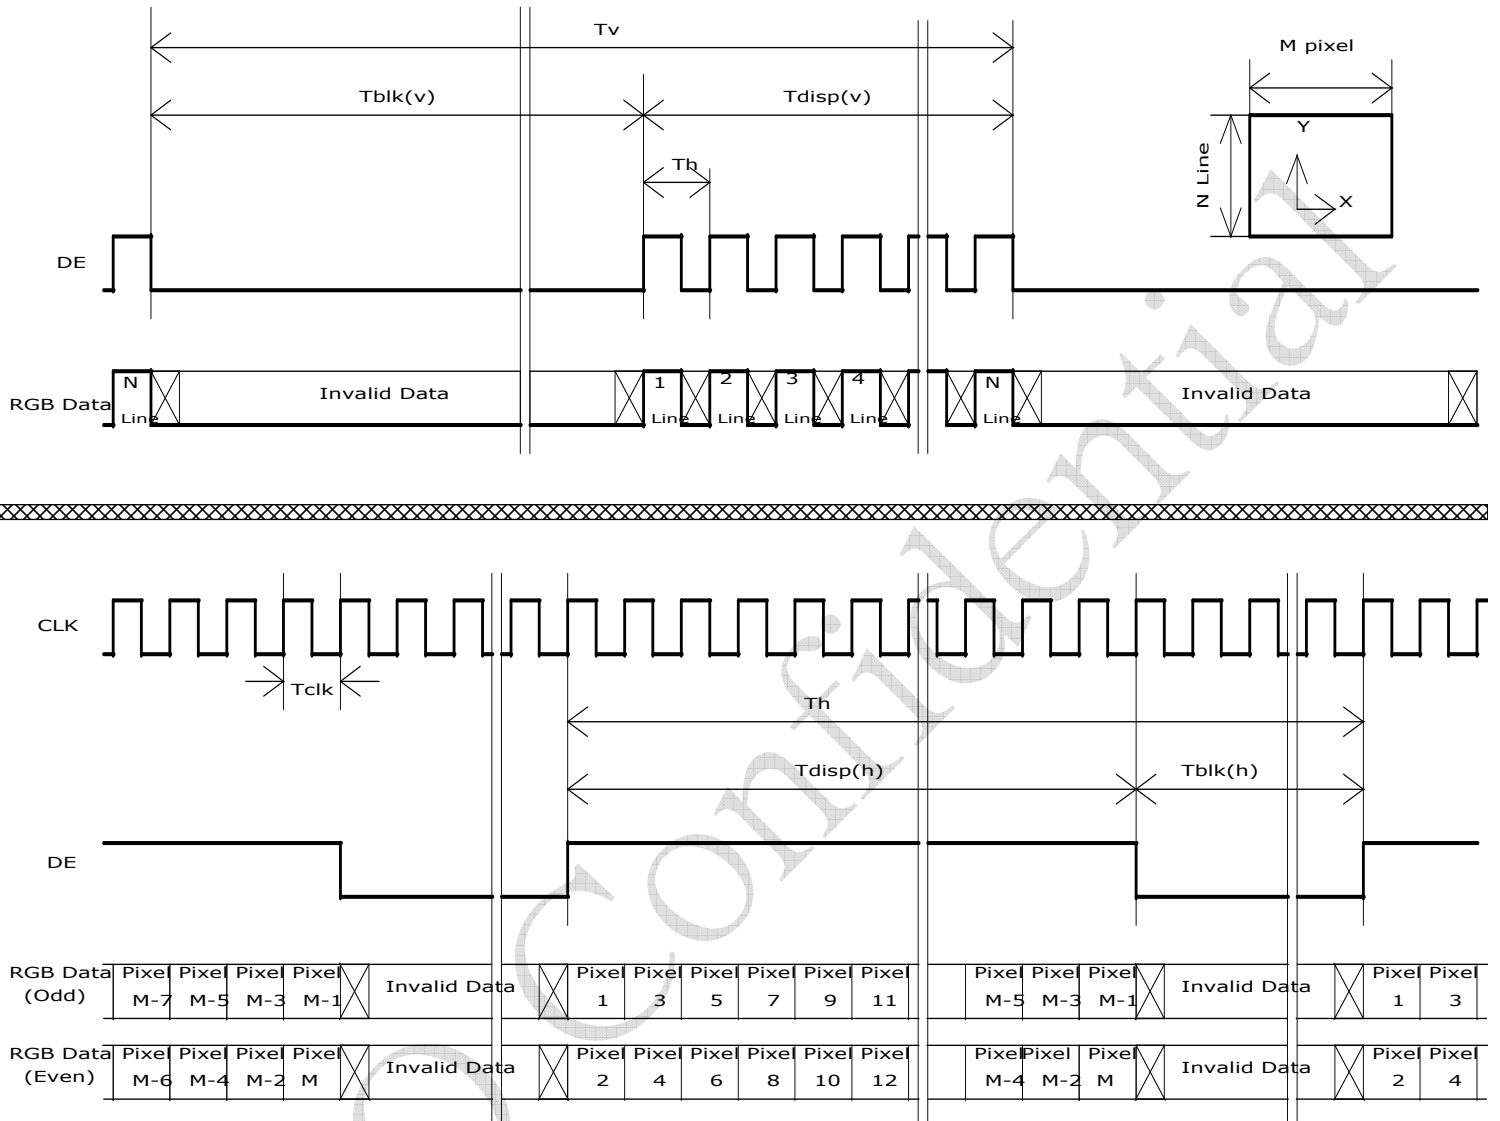 Tv
M pixel
Tblk(v)
Tdisp(v)
Y
N Line
Th
X
DE
N
1
2
3
4
N
Invalid Data
Invalid Data
RGB Data
Line
Line
Line
Line
Line
Line
CLK
Tclk
Th
Tdisp(h)
Tblk(h)
DE
RGB Data Pixel Pixel Pixel Pixel Invalid Data Pixel Pixel Pixel Pixel Pixel Pixel Pixel Pixel Pixel Invalid Data Pixel Pixel
(Odd) M-7 M-5 M-3 M-1 1 3 5 7 9 11 M-5 M-3 M-1 1 3
RGB Data Pixel Pixel Pixel Pixel Invalid Data Pixel Pixel Pixel Pixel Pixel Pixel Pixel Pixel Pixel Invalid Data Pixel Pixel
(Even) M-6 M-4 M-2 M 2 4 6 8 10 12 M-4 M-2 M 2 4
Confidential